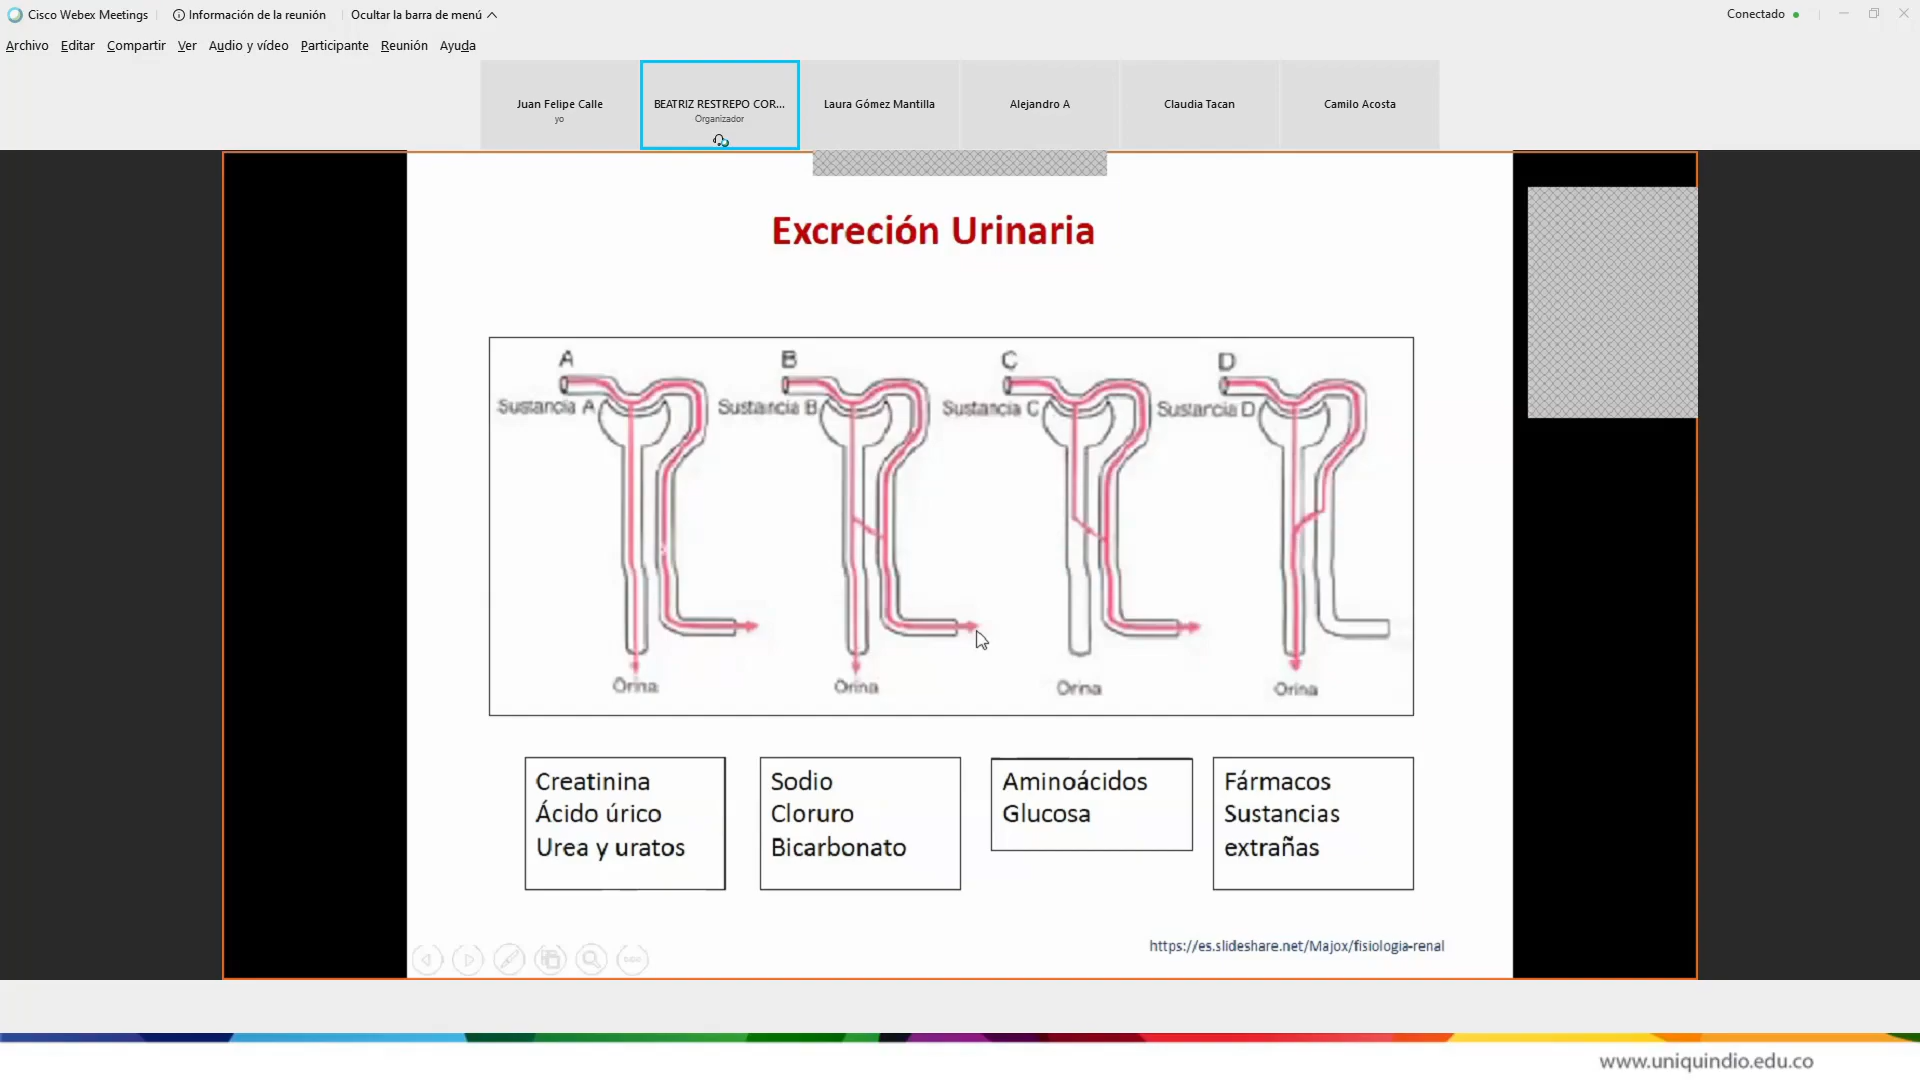 Cisco Webex Meetings
Información de la reunión
Ocultar la barra de menú
Conectado
Archivo Editar Compartir Ver Audio y vídeo Participante Reunión Ayuda
Juan Felipe Calle
yo
BEATRIZ RESTREPO COR...
Organizador
Laura Gómez Mantilla
Alejandro A
Claudia Tacan
Camilo Acosta
Excreción Urinaria
A
B
C
D
Sustancia A
Sustancia B
Sustancia C
Sustancia D
Orina
Orina
Orina
Orina
Creatinina
Ácido úrico
Urea y uratos
Sodio
Cloruro
Bicarbonato
Aminoácidos
Glucosa
Fármacos
Sustancias
extrañas
https://es.slideshare.net/Majox/fisiologia-renal
www.uniquindio.edu.co